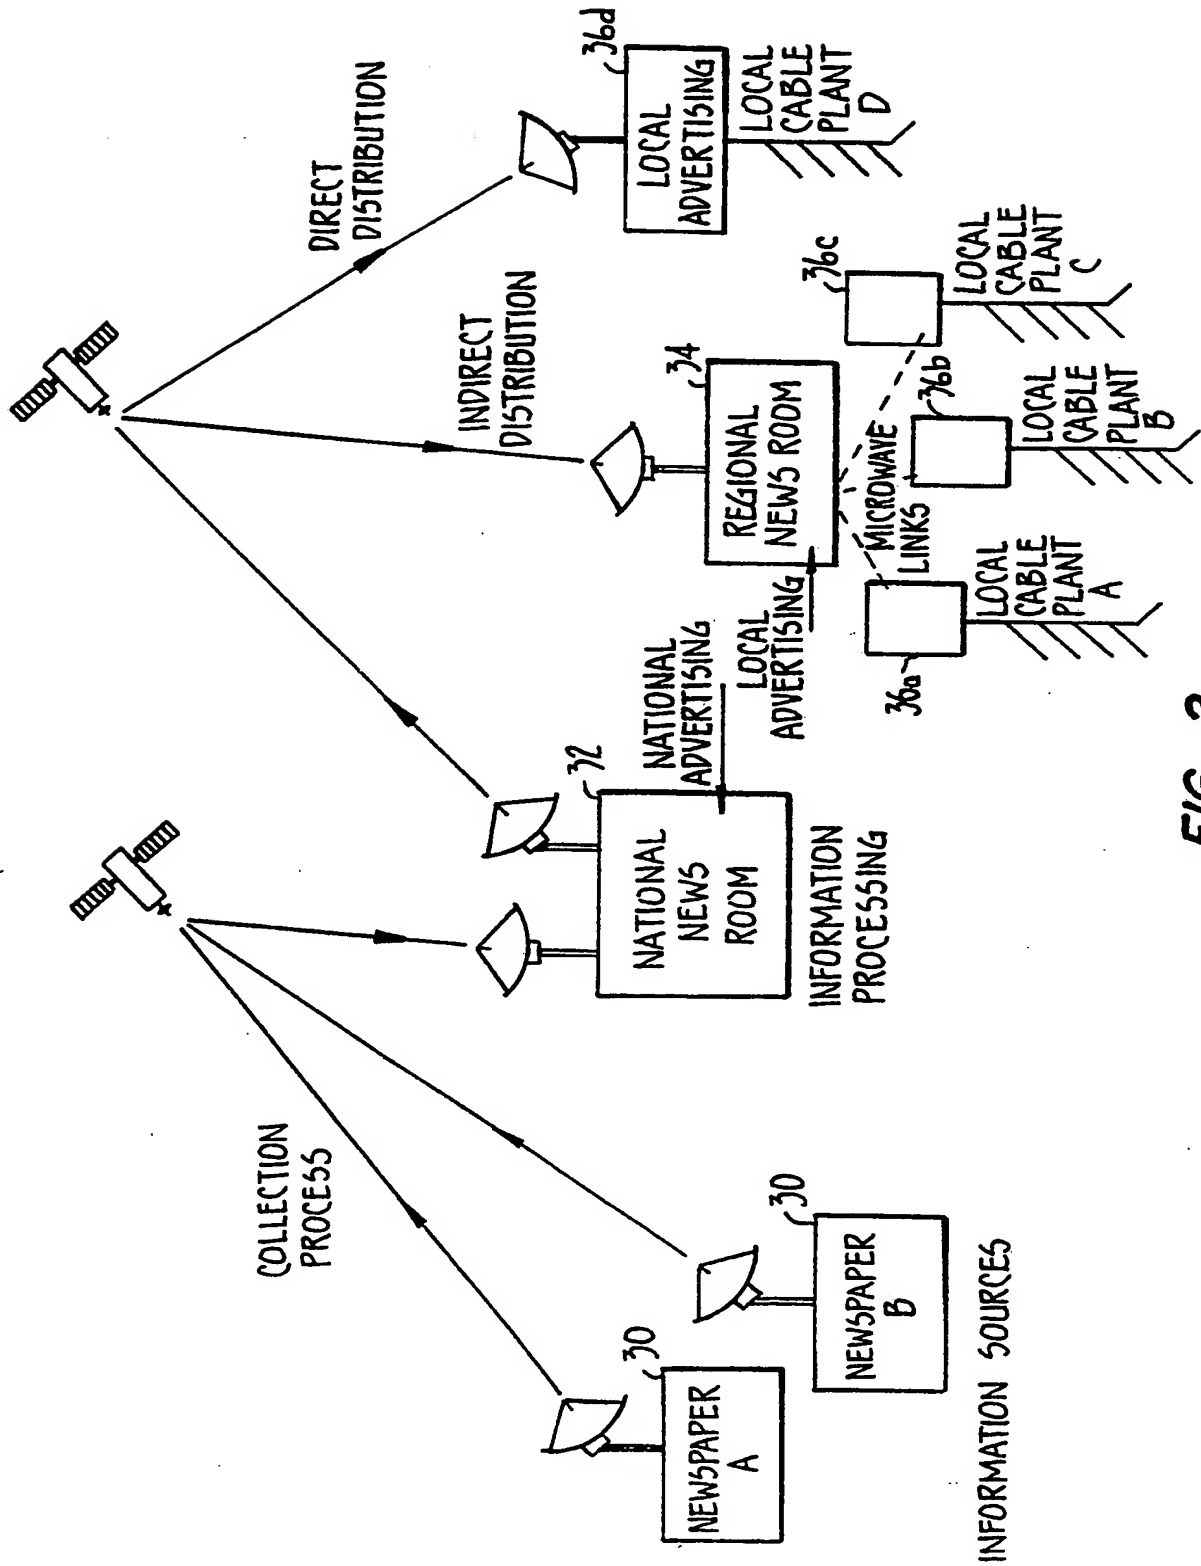 COLLECTION
PROCESS
NEWSPAPER
A
30
NEWSPAPER
B
30
INFORMATION SOURCES
NATIONAL
NEWS
ROOM
32
INFORMATION
PROCESSING
NATIONAL
ADVERTISING
INDIRECT
DISTRIBUTION
DIRECT
DISTRIBUTION
REGIONAL
NEWS ROOM
34
LOCAL
ADVERTISING
MICROWAVE
LINKS
36a
LOCAL
CABLE
PLANT
A
36b
LOCAL
CABLE
PLANT
B
36c
LOCAL
CABLE
PLANT
C
LOCAL
ADVERTISING
36d
LOCAL
CABLE
PLANT
D
FIG.